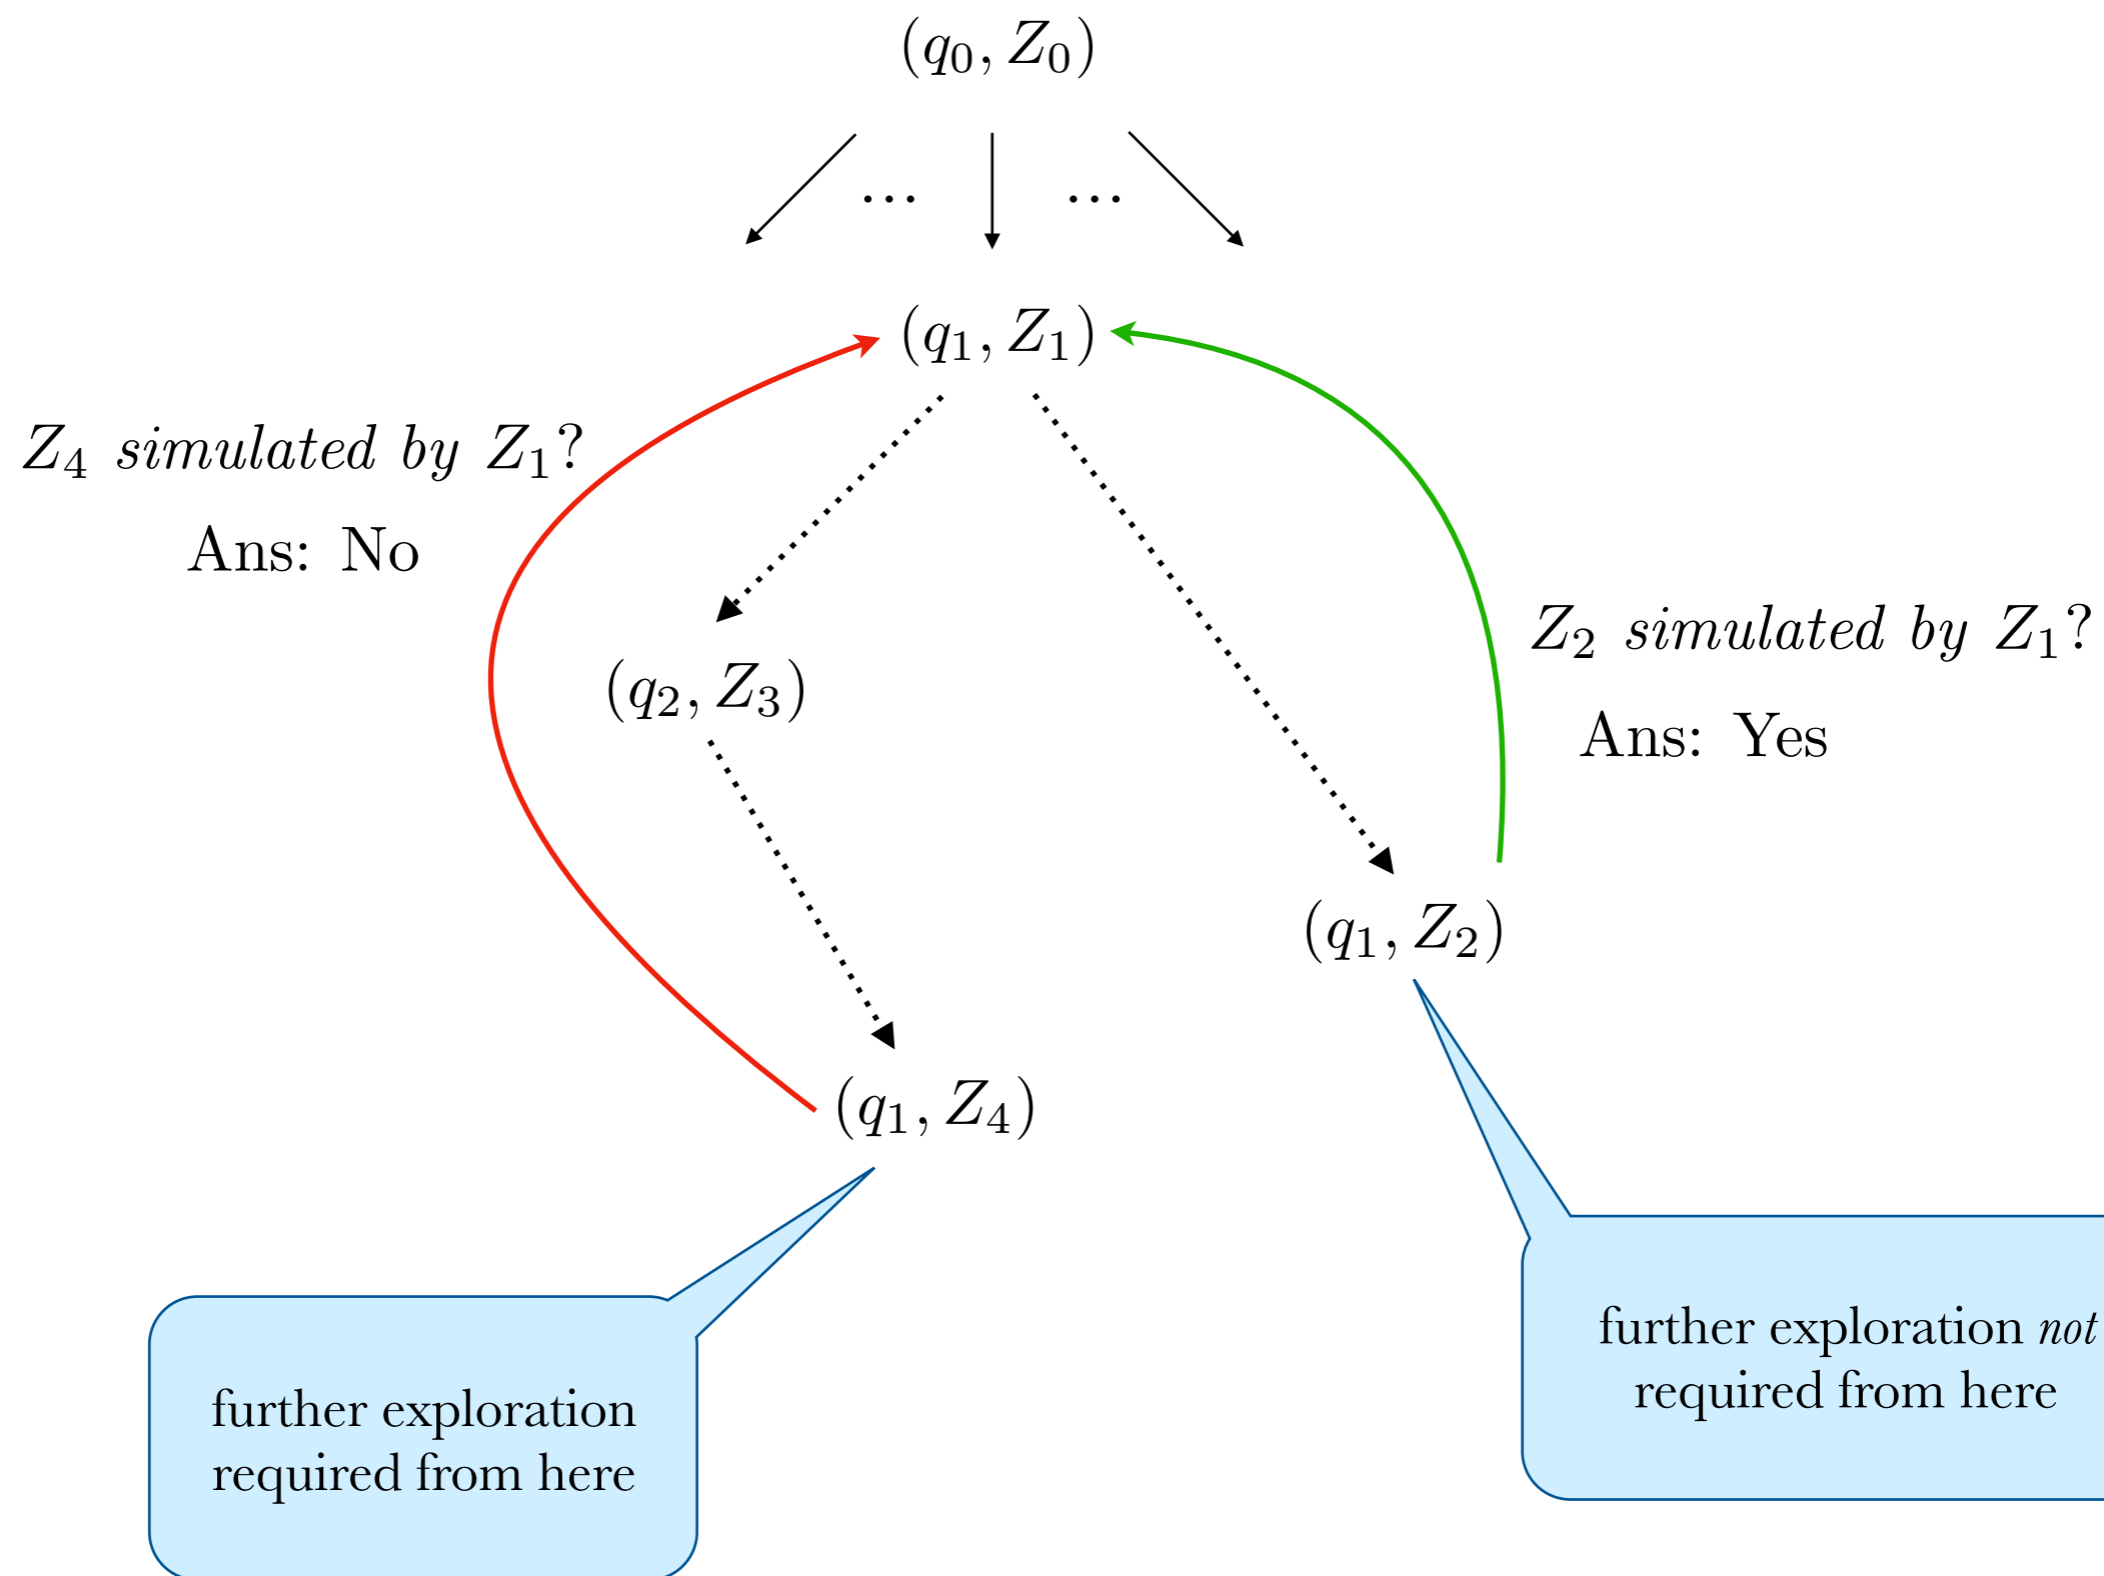 (q₀, Z₀)
... ...
(q₁, Z₁)
Z₄ simulated by Z₁?
Ans: No
Z₂ simulated by Z₁?
Ans: Yes
(q₂, Z₃)
(q₁, Z₂)
(q₁, Z₄)
further exploration not
required from here
further exploration
required from here